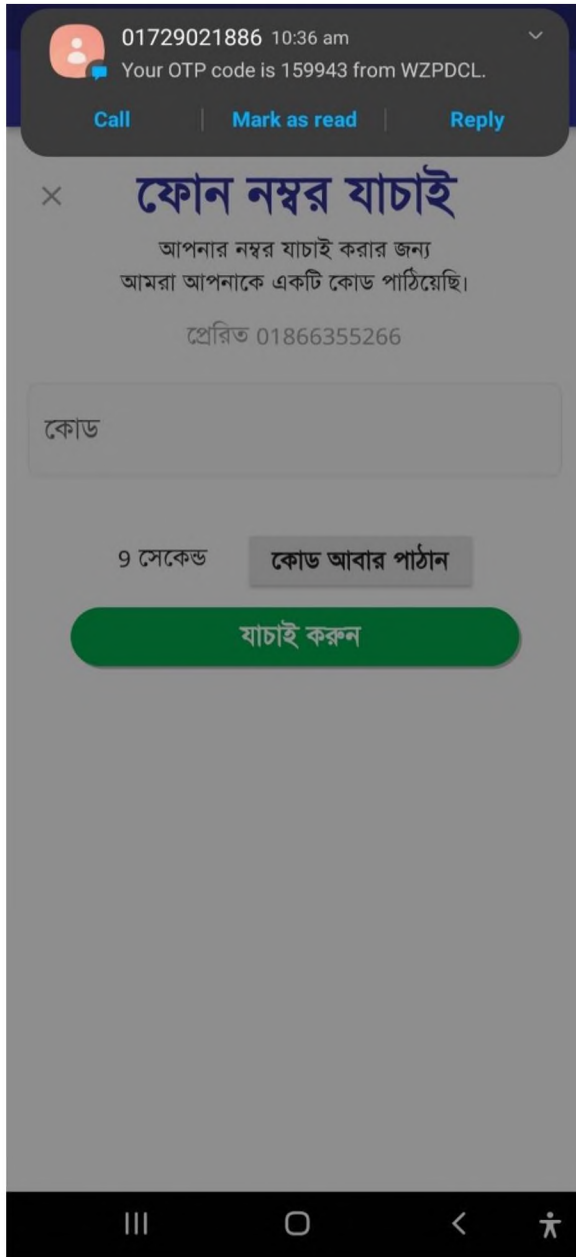 01729021886 10:36 am
Your OTP code is 159943 from WZPDCL.
Call Mark as read Reply
ফোন নম্বর যাচাই
আপনার নম্বর যাচাই করার জন্য
আমরা আপনাকে একটি কোড পাঠিয়েছি।
প্রেরিত 01866355266
কোড
9 সেকেন্ড কোড আবার পাঠান
যাচাই করুন